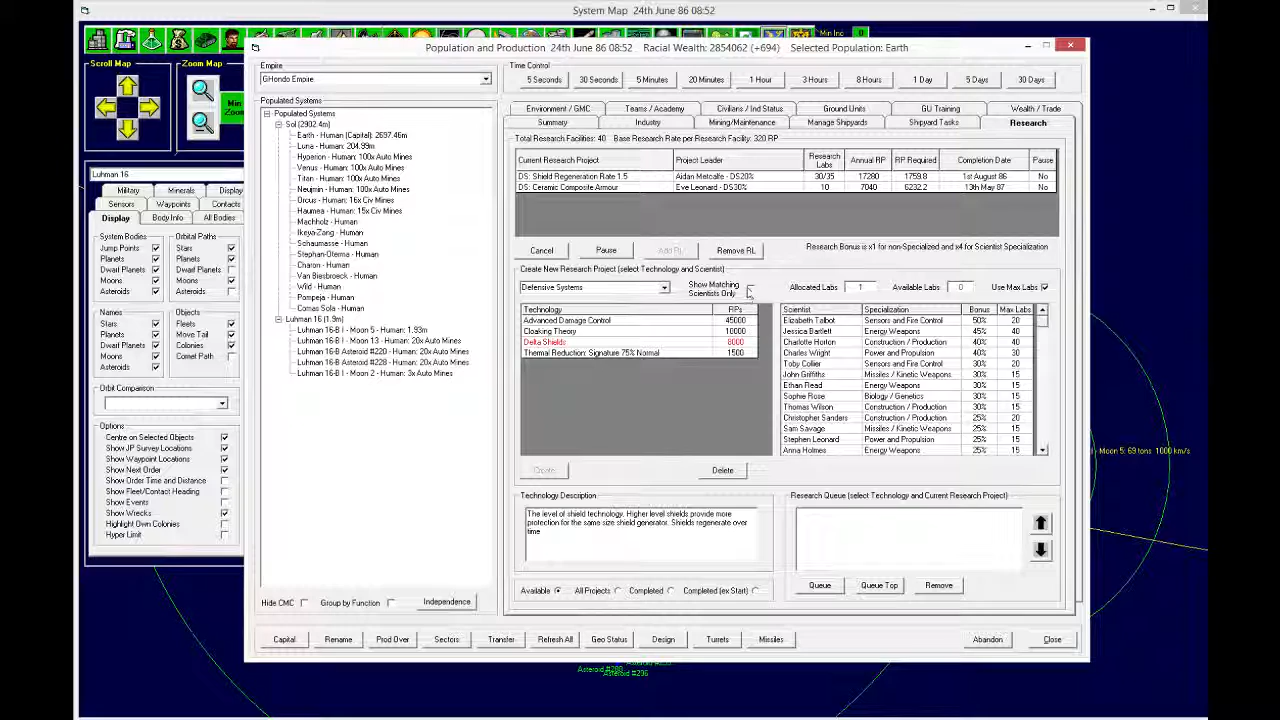 System Map 24th June 86 08:52
Min Inc
Scroll Map
Zoom Map
Min
Zoom
Luhman 16
Military
Minerals
Display
Sensors
Waypoints
Contacts
Display
Body Info
All Bodies
System Bodies
Orbital Paths
Jump Points
Stars
Planets
Planets
Dwarf Planets
Dwarf Planets
Moons
Moons
Asteroids
Asteroids
Names
Objects
Stars
Fleets
Planets
Move Tail
Dwarf Planets
Colonies
Moons
Comet Path
Asteroids
Orbit Comparison
Options
Centre on Selected Objects
Show JP Survey Locations
Show Waypoint Locations
Show Next Order
Show Order Time and Distance
Show Fleet/Contact Heading
Show Events
Show Wrecks
Highlight Own Colonies
Hyper Limit
Population and Production 24th June 86 08:52 Racial Wealth: 2854062 (+694) Selected Population: Earth
Empire
GHondo Empire
Time Control
5 Seconds
30 Seconds
5 Minutes
20 Minutes
1 Hour
3 Hours
8 Hours
1 Day
5 Days
30 Days
Populated Systems
Populated Systems
Sol (2902.4m)
Earth - Human (Capital): 2697.46m
Luna - Human: 204.99m
Hyperion - Human: 100x Auto Mines
Venus - Human: 100x Auto Mines
Titan - Human: 100x Auto Mines
Neujmin - Human: 100x Auto Mines
Orcus - Human: 16x Civ Mines
Haumea - Human: 15x Civ Mines
Machholz - Human
Ikeya-Zang - Human
Schaumasse - Human
Stephan-Oterma - Human
Charon - Human
Van Biesbroeck - Human
Wild - Human
Pompeja - Human
Comas Sola - Human
Luhman 16 (1.9m)
Luhman 16-B I - Moon 5 - Human: 1.93m
Luhman 16-B I - Moon 13 - Human: 20x Auto Mines
Luhman 16-B Asteroid #220 - Human: 20x Auto Mines
Luhman 16-B Asteroid #228 - Human: 20x Auto Mines
Luhman 16-B I - Moon 2 - Human: 3x Auto Mines
Environment / GMC
Teams / Academy
Civilians / Ind Status
Ground Units
GU Training
Wealth / Trade
Summary
Industry
Mining/Maintenance
Manage Shipyards
Shipyard Tasks
Research
Total Research Facilities: 40 Base Research Rate per Research Facility: 320 RP
Current Research Project
Project Leader
Research Labs
Annual RP
RP Required
Completion Date
Pause
DS: Shield Regeneration Rate 1.5 Aidan Metcalfe - DS20% 30/35 17280 1759.8 1st August 86 No
DS: Ceramic Composite Armour Eve Leonard - DS30% 10 7040 6232.2 13th May 87 No
Cancel
Pause
Add RL
Remove RL
Research Bonus is x1 for non-Specialized and x4 for Scientist Specialization
Create New Research Project (select Technology and Scientist)
Defensive Systems
Show Matching
Scientists Only
Allocated Labs 1
Available Labs 0
Use Max Labs
Technology RPs
Advanced Damage Control 45000
Cloaking Theory 10000
Delta Shields 8000
Thermal Reduction: Signature 75% Normal 1500
Scientist Specialization Bonus Max Labs
Elizabeth Talbot Sensors and Fire Control 50% 20
Jessica Bartlett Energy Weapons 45% 40
Charlotte Horton Construction / Production 40% 40
Charles Wright Power and Propulsion 40% 30
Toby Collier Sensors and Fire Control 30% 20
John Griffiths Missiles / Kinetic Weapons 30% 15
Ethan Read Energy Weapons 30% 15
Sophie Rose Biology / Genetics 30% 15
Thomas Wilson Construction / Production 30% 15
Christopher Sanders Construction / Production 25% 20
Sam Savage Missiles / Kinetic Weapons 25% 15
Stephen Leonard Power and Propulsion 25% 15
Anna Holmes Energy Weapons 25% 15
Create
Delete
Technology Description
The level of shield technology. Higher level shields provide more
protection for the same size shield generator. Shields regenerate over
time
Research Queue (select Technology and Current Research Project)
Available
All Projects
Completed
Completed (ex Start)
Queue
Queue Top
Remove
Hide CMC
Group by Function
Independence
Capital
Rename
Prod Over
Sectors
Transfer
Refresh All
Geo Status
Design
Turrets
Missiles
Abandon
Close
Moon 5: 69 tons 1000 km/s
Asteroid #296